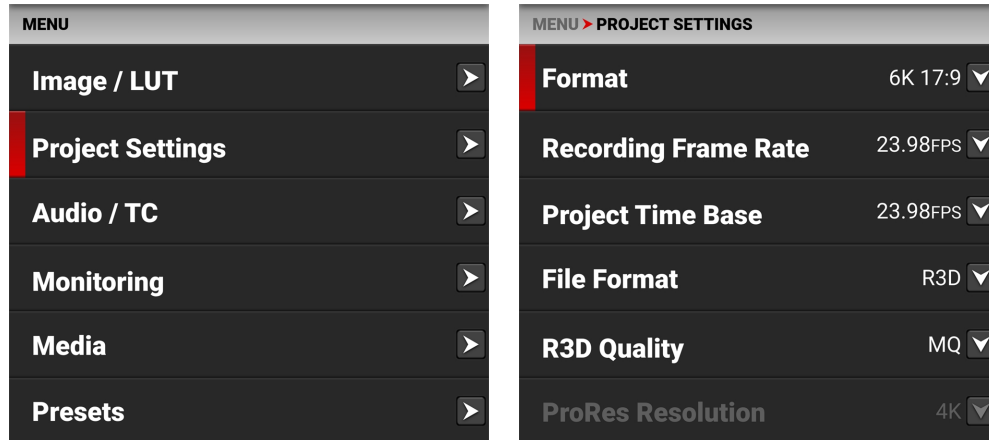 MENU
Image / LUT
Project Settings
Audio / TC
Monitoring
Media
Presets
MENU PROJECT SETTINGS
Format 6K 17:9
Recording Frame Rate 23.98FPS
Project Time Base 23.98FPS
File Format R3D
R3D Quality MQ
ProRes Resolution 4K